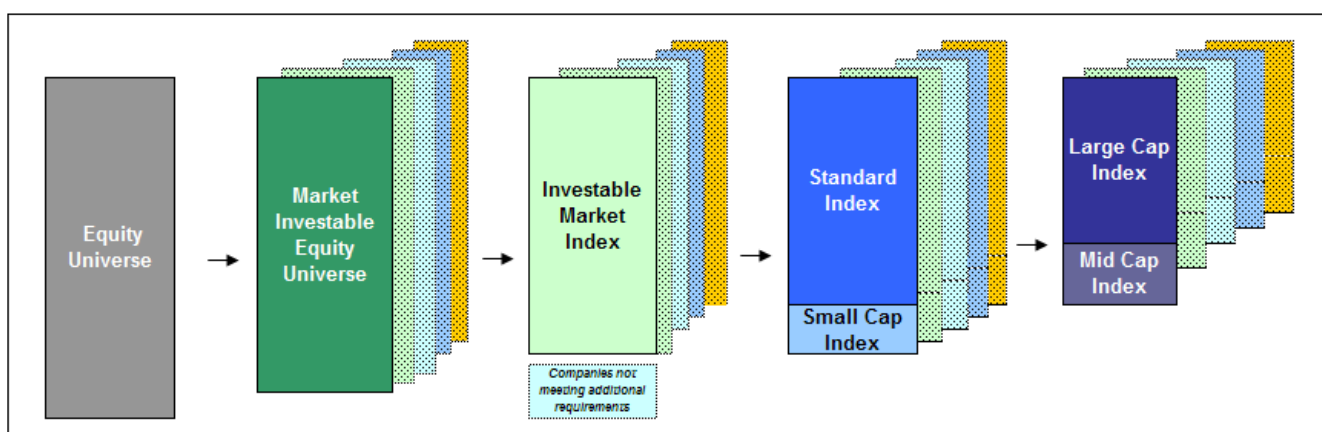 Equity
Universe
Market
Investable
Equity
Universe
Investable
Market
Index
Companies not
meeting additional
requirements
Standard
Index
Small Cap
Index
Large Cap
Index
Mid Cap
Index